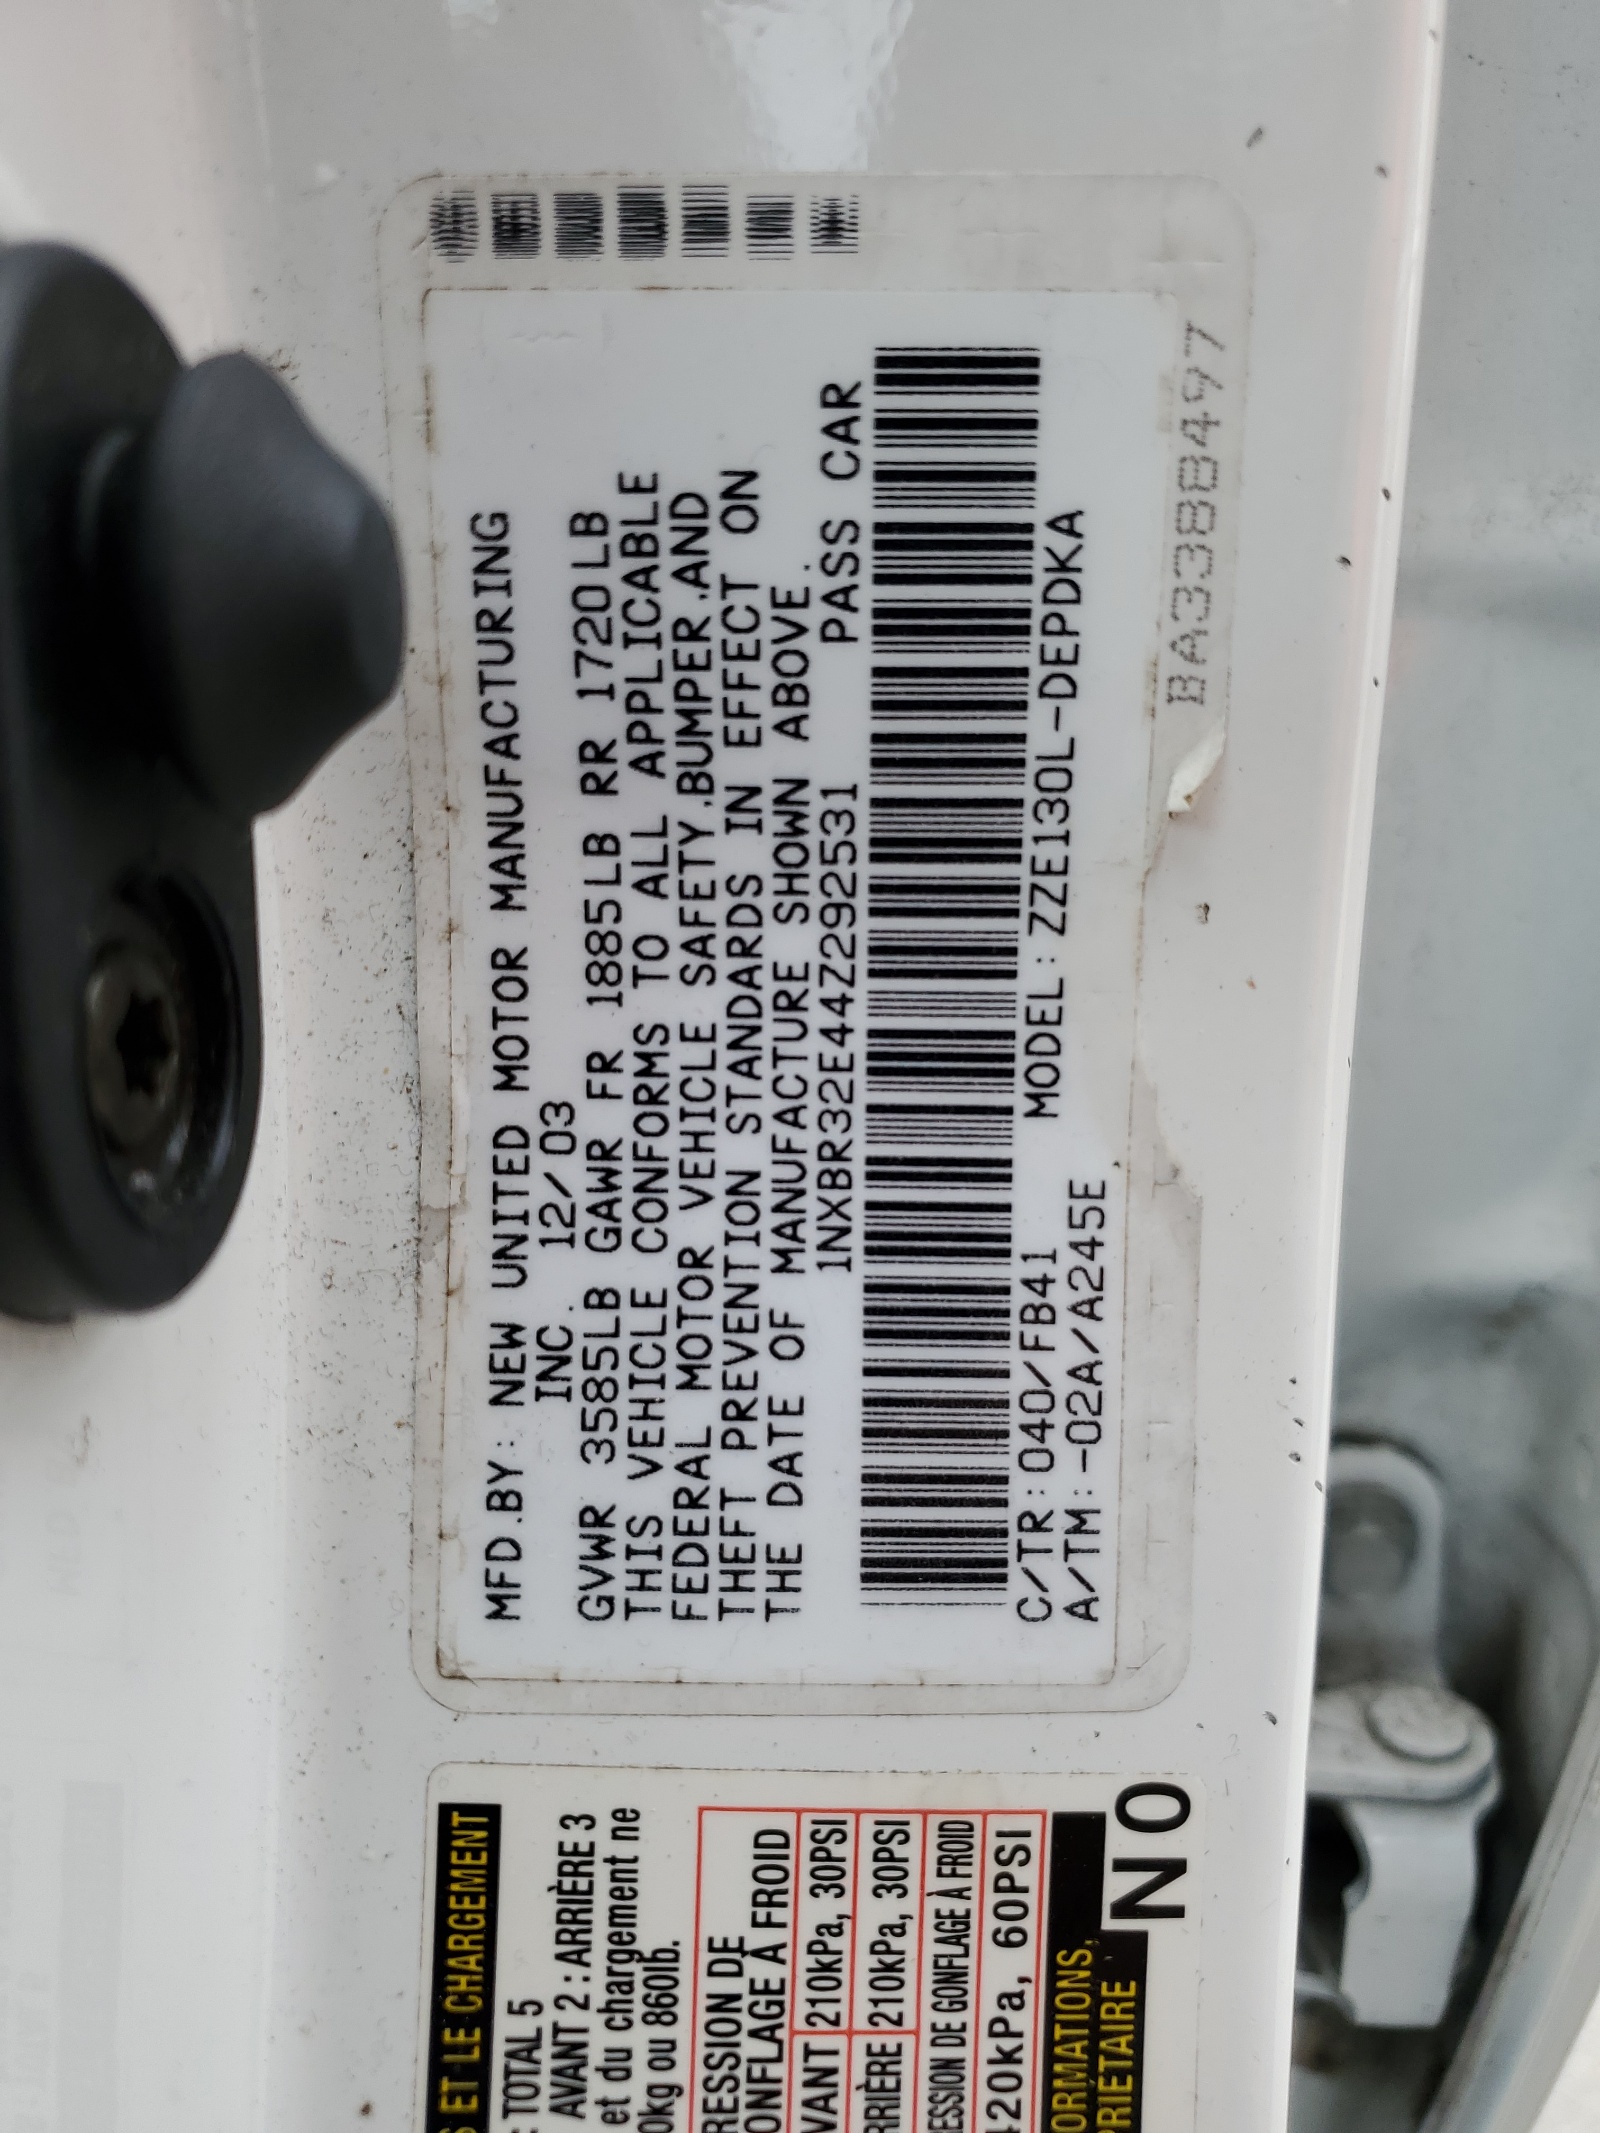 MFD.BY: NEW UNITED MOTOR MANUFACTURING
INC. 12/03
GVWR 3585LB GAWR FR 1885LB RR 1720LB
THIS VEHICLE CONFORMS TO ALL APPLICABLE
FEDERAL MOTOR VEHICLE SAFETY,BUMPER,AND
THEFT PREVENTION STANDARDS IN EFFECT ON
THE DATE OF MANUFACTURE SHOWN ABOVE.
1NXBR32E44Z292531 PASS CAR
C/TR:040/FB41 MODEL:ZZE130L-DEPDKA
A/TM:-02A/A245E
BA3388497
ET LE CHARGEMENT
TOTAL 5
AVANT 2 : ARRIÈRE 3
et du chargement ne
0kg ou 860lb.
RESSION DE
ONFLAGE À FROID
VANT 210kPa, 30PSI
RRIÈRE 210kPa, 30PSI
ESSION DE GONFLAGE À FROID
420kPa, 60PSI
ORMATIONS,
PRIÉTAIRE
N O